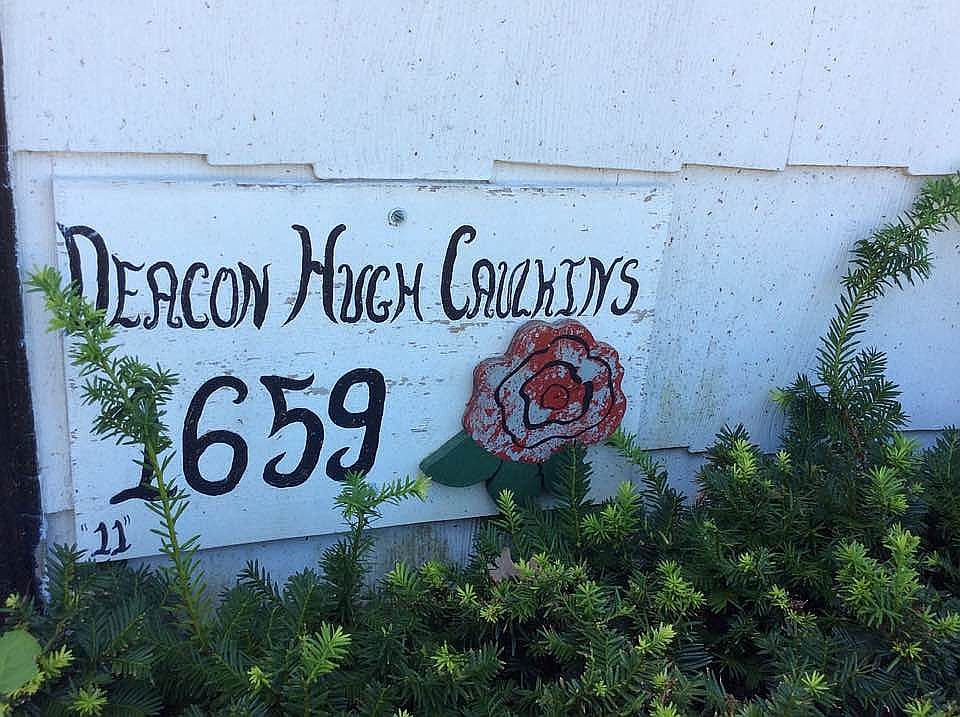 DEACON HUGH CAULKINS
1659
"11"